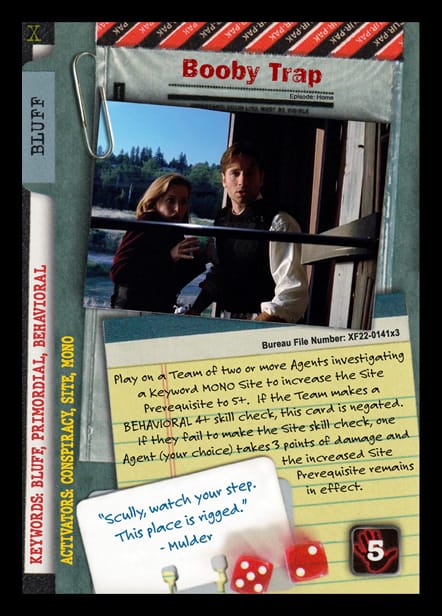 X
UR-PAK
Booby Trap
Episode: Home
BLUFF
KEYWORDS: BLUFF, PRIMORDIAL, BEHAVIORAL
ACTIVATORS: CONSPIRACY, SITE, MONO
Bureau File Number: XF22-0141x3
Play on a Team of two or more Agents investigating
a Keyword MONO Site to increase the Site
Prerequisite to 5+. If the Team makes a
BEHAVIORAL 4+ skill check, this card is negated.
If they fail to make the Site skill check, one
Agent (your choice) takes 3 points of damage and
the increased Site
Prerequisite remains
in effect.
"Scully, watch your step.
This place is rigged."
- Mulder
5